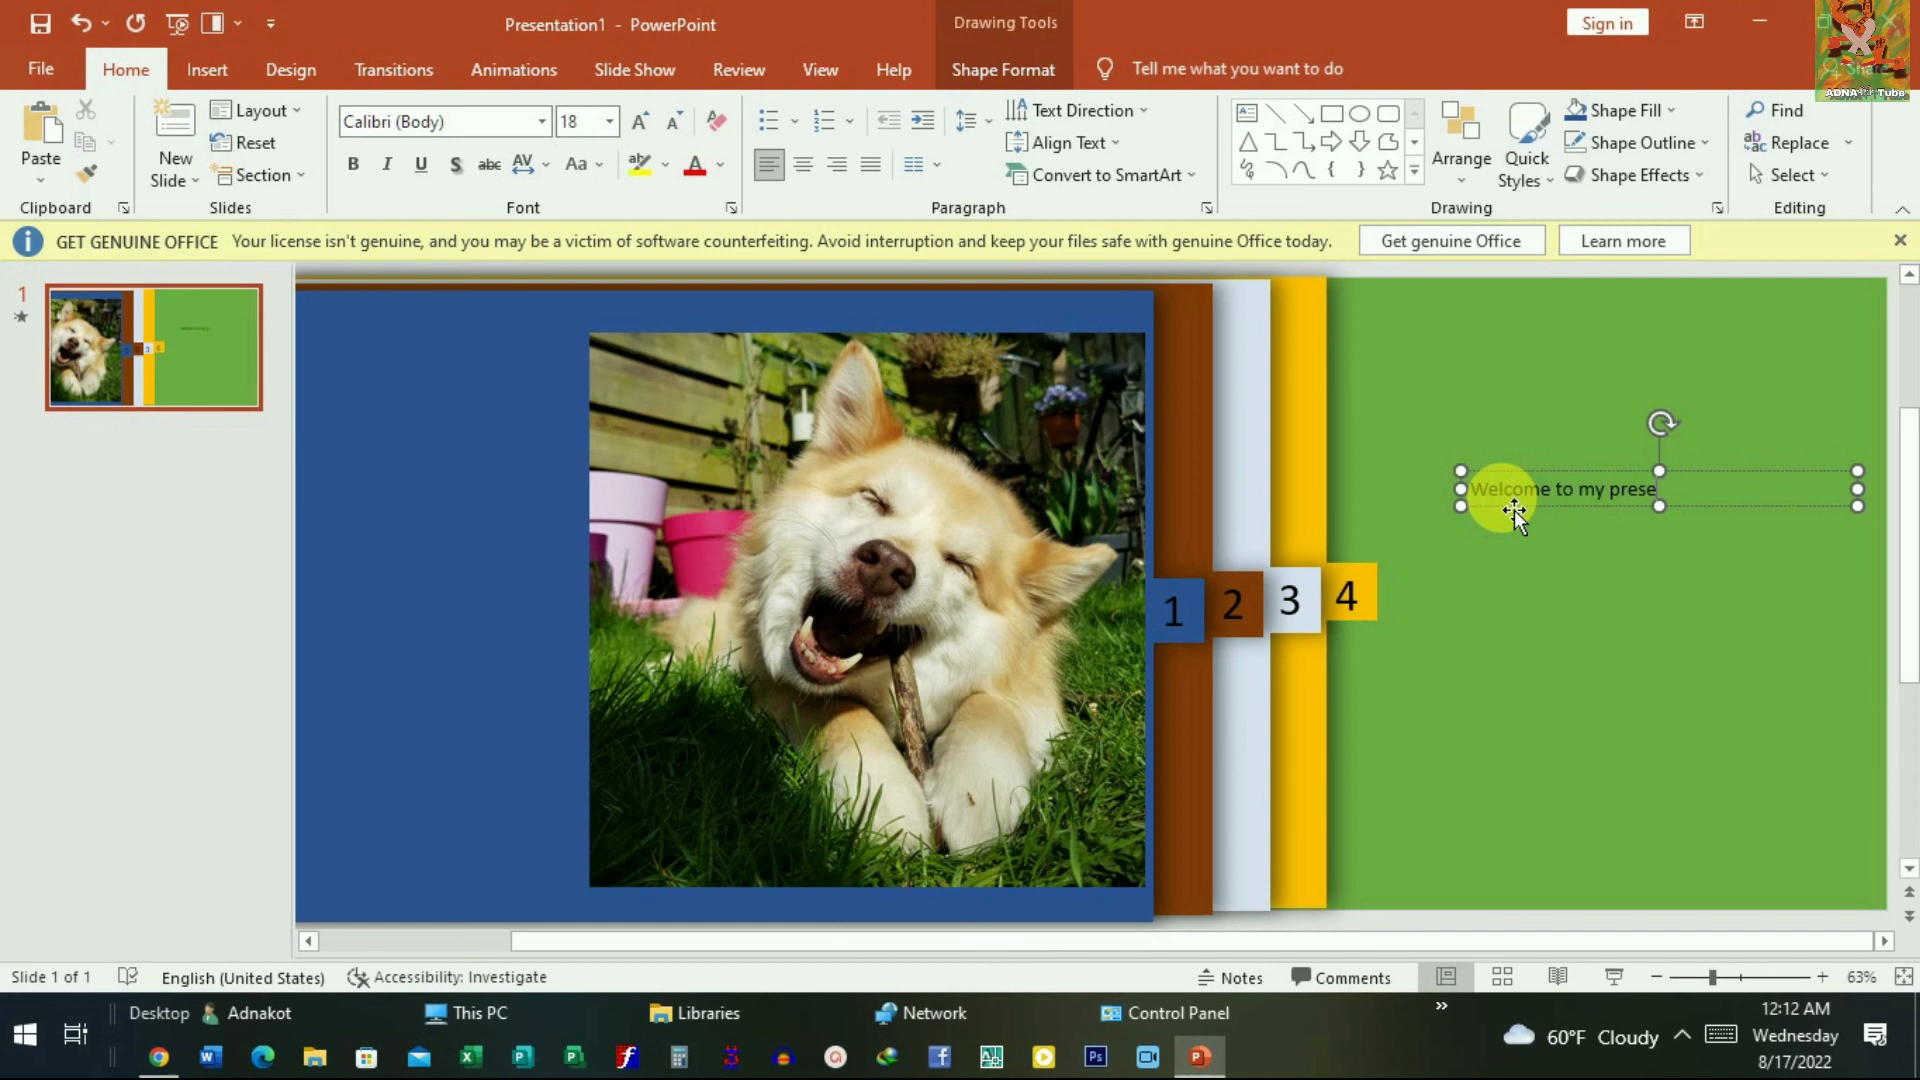 Presentation1 - PowerPoint
Drawing Tools
Sign in
File
Home
Insert
Design
Transitions
Animations
Slide Show
Review
View
Help
Shape Format
Tell me what you want to do
ADNA Tube
Paste
New Slide
Layout
Reset
Section
Calibri (Body)
18
B I U S abc AV Aa A
Text Direction
Align Text
Convert to SmartArt
Arrange
Quick Styles
Shape Fill
Shape Outline
Shape Effects
Find
Replace
Select
Clipboard
Slides
Font
Paragraph
Drawing
Editing
GET GENUINE OFFICE Your license isn't genuine, and you may be a victim of software counterfeiting. Avoid interruption and keep your files safe with genuine Office today.
Get genuine Office
Learn more
1
Welcome to my prese
1 2 3 4
Slide 1 of 1
English (United States)
Accessibility: Investigate
Notes
Comments
63%
Desktop
Adnakot
This PC
Libraries
Network
Control Panel
60°F Cloudy
12:12 AM
Wednesday
8/17/2022